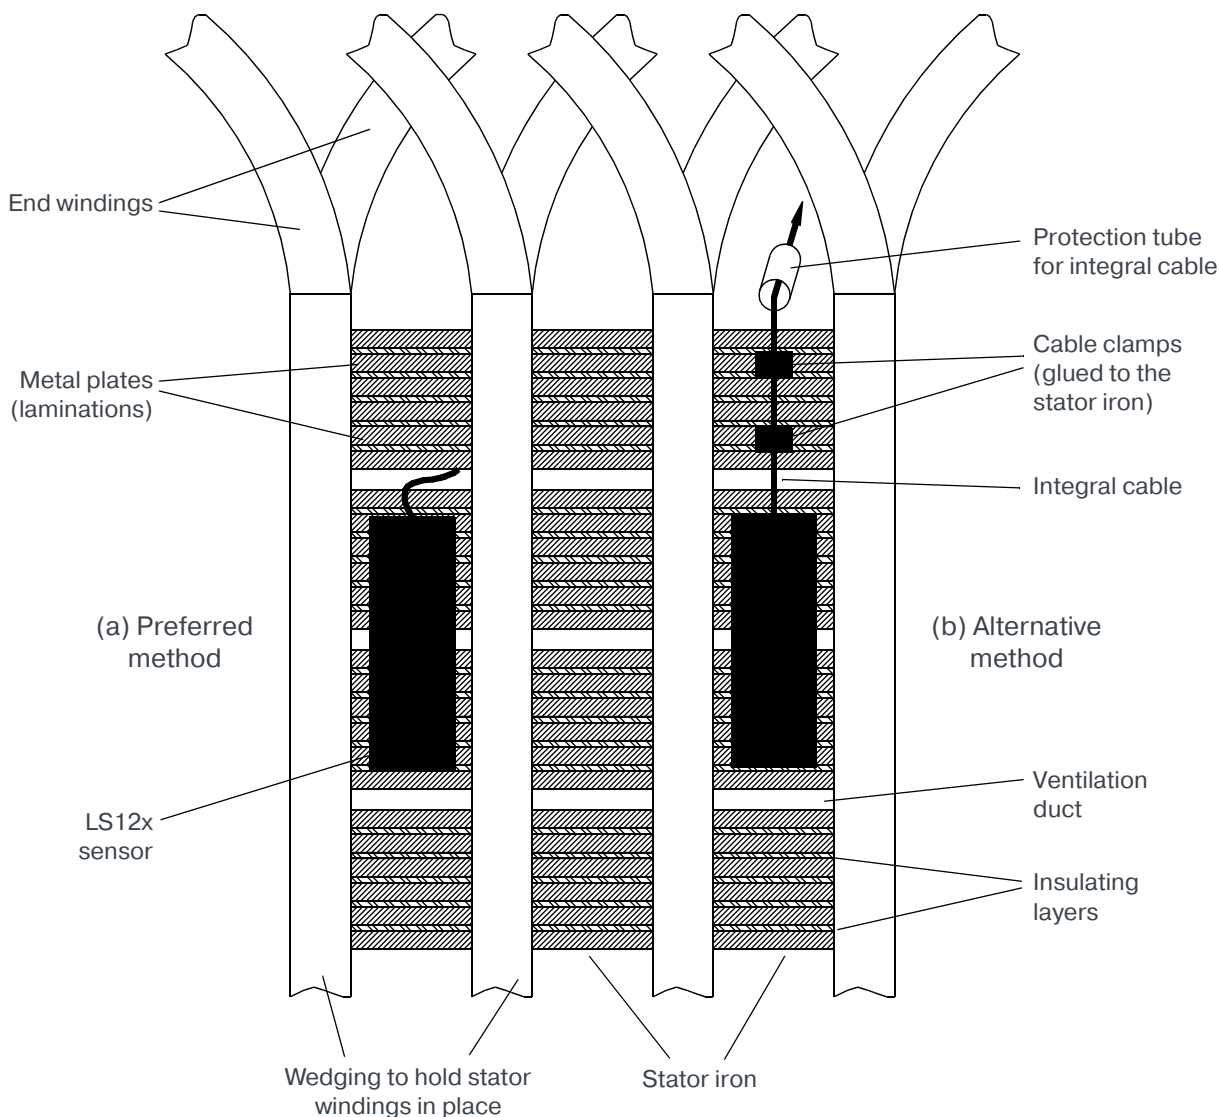 End windings
Protection tube
for integral cable
Metal plates
(laminations)
Cable clamps
(glued to the
stator iron)
Integral cable
(a) Preferred
method
(b) Alternative
method
LS12x
sensor
Ventilation
duct
Insulating
layers
Wedging to hold stator
windings in place
Stator iron